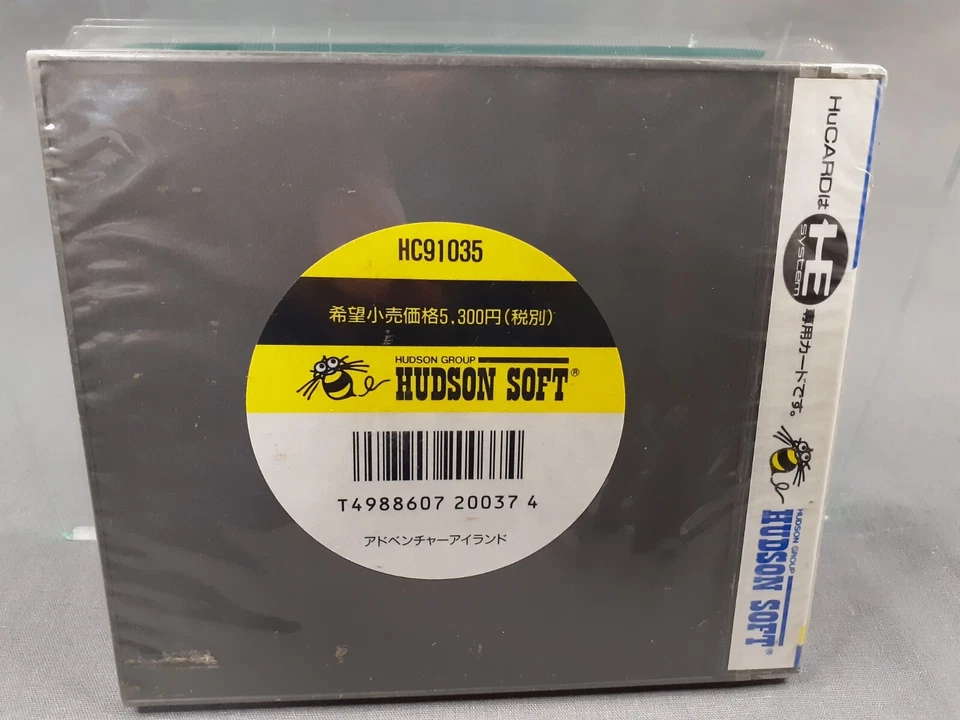 HC91035
希望小売価格5,300円(税別)
HUDSON GROUP
HUDSON SOFT®
T4988607 20037 4
アドベンチャーアイランド
HuCARDは
HE
SYSTEM
専用カードです。
HUDSON GROUP
HUDSON SOFT®